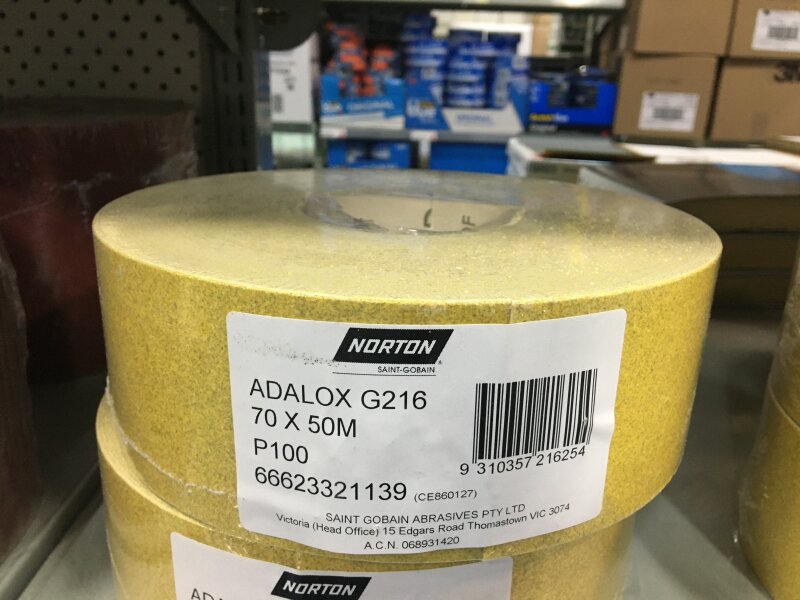 NORTON
SAINT-GOBAIN
ADALOX G216
70 X 50M
P100
66623321139 (CE860127)
9 310357 216254
SAINT GOBAIN ABRASIVES PTY LTD
Victoria (Head Office) 15 Edgars Road Thomastown VIC 3074
A.C.N. 068931420
NORTON